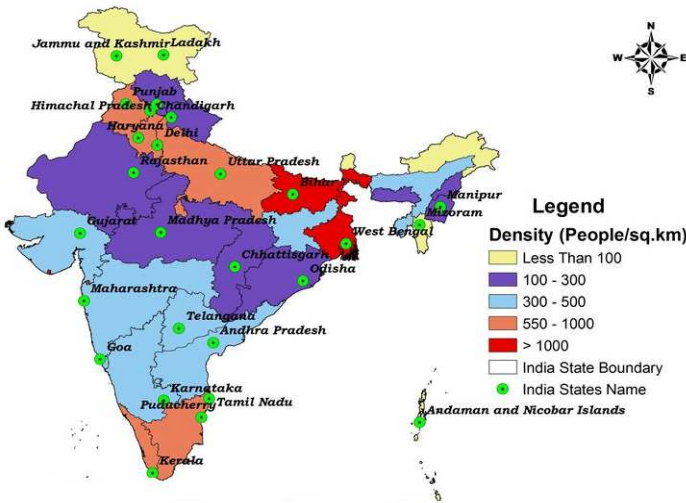 N
W E
S
Jammu and Kashmir Ladakh
Punjab
Himachal Pradesh Chandigarh
Haryana
Delhi
Rajasthan Uttar Pradesh
Bihar
Manipur
Mizoram
Gujarat Madhya Pradesh West Bengal
Chhattisgarh
Odisha
Maharashtra
Telangana
Andhra Pradesh
Goa
Karnataka
Puducherry Tamil Nadu
Kerala
Andaman and Nicobar Islands
Legend
Density (People/sq.km)
Less Than 100
100 - 300
300 - 500
550 - 1000
> 1000
India State Boundary
India States Name